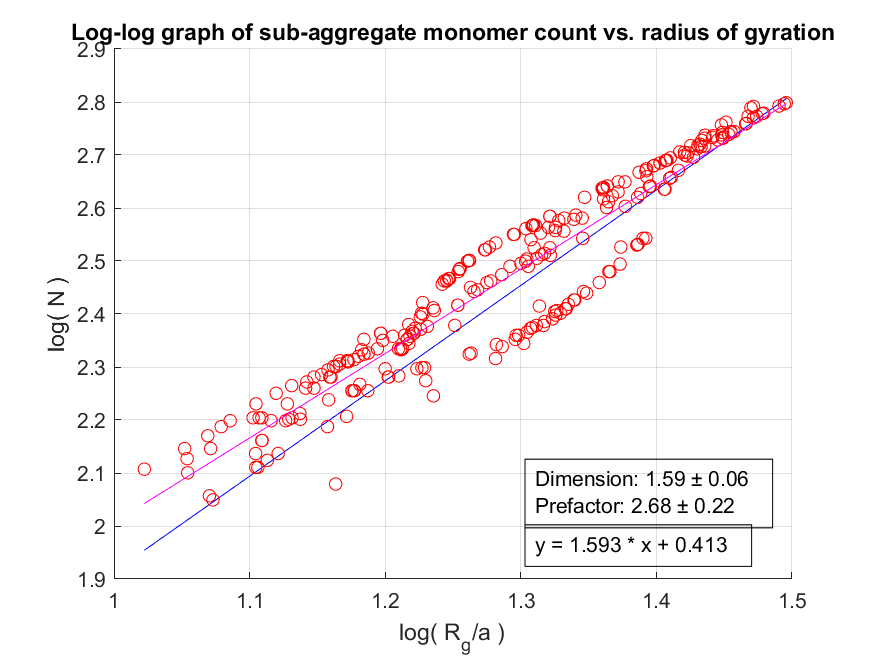 Log-log graph of sub-aggregate monomer count vs. radius of gyration
2.9
2.8
2.7
2.6
2.5
2.4
2.3
2.2
2.1
2
1.9
log( N )
Dimension: 1.59 ± 0.06
Prefactor: 2.68 ± 0.22
y = 1.593 * x + 0.413
1 1.1 1.2 1.3 1.4 1.5
log( Rg/a )